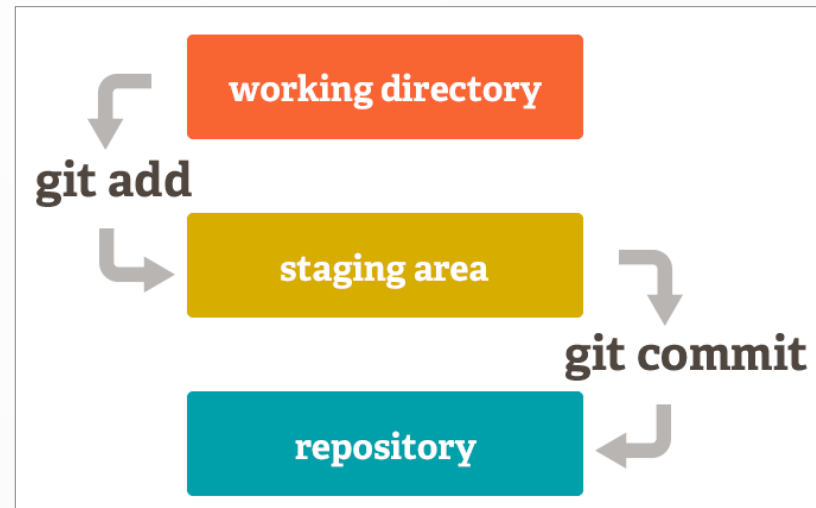 working directory
git add
staging area
git commit
repository